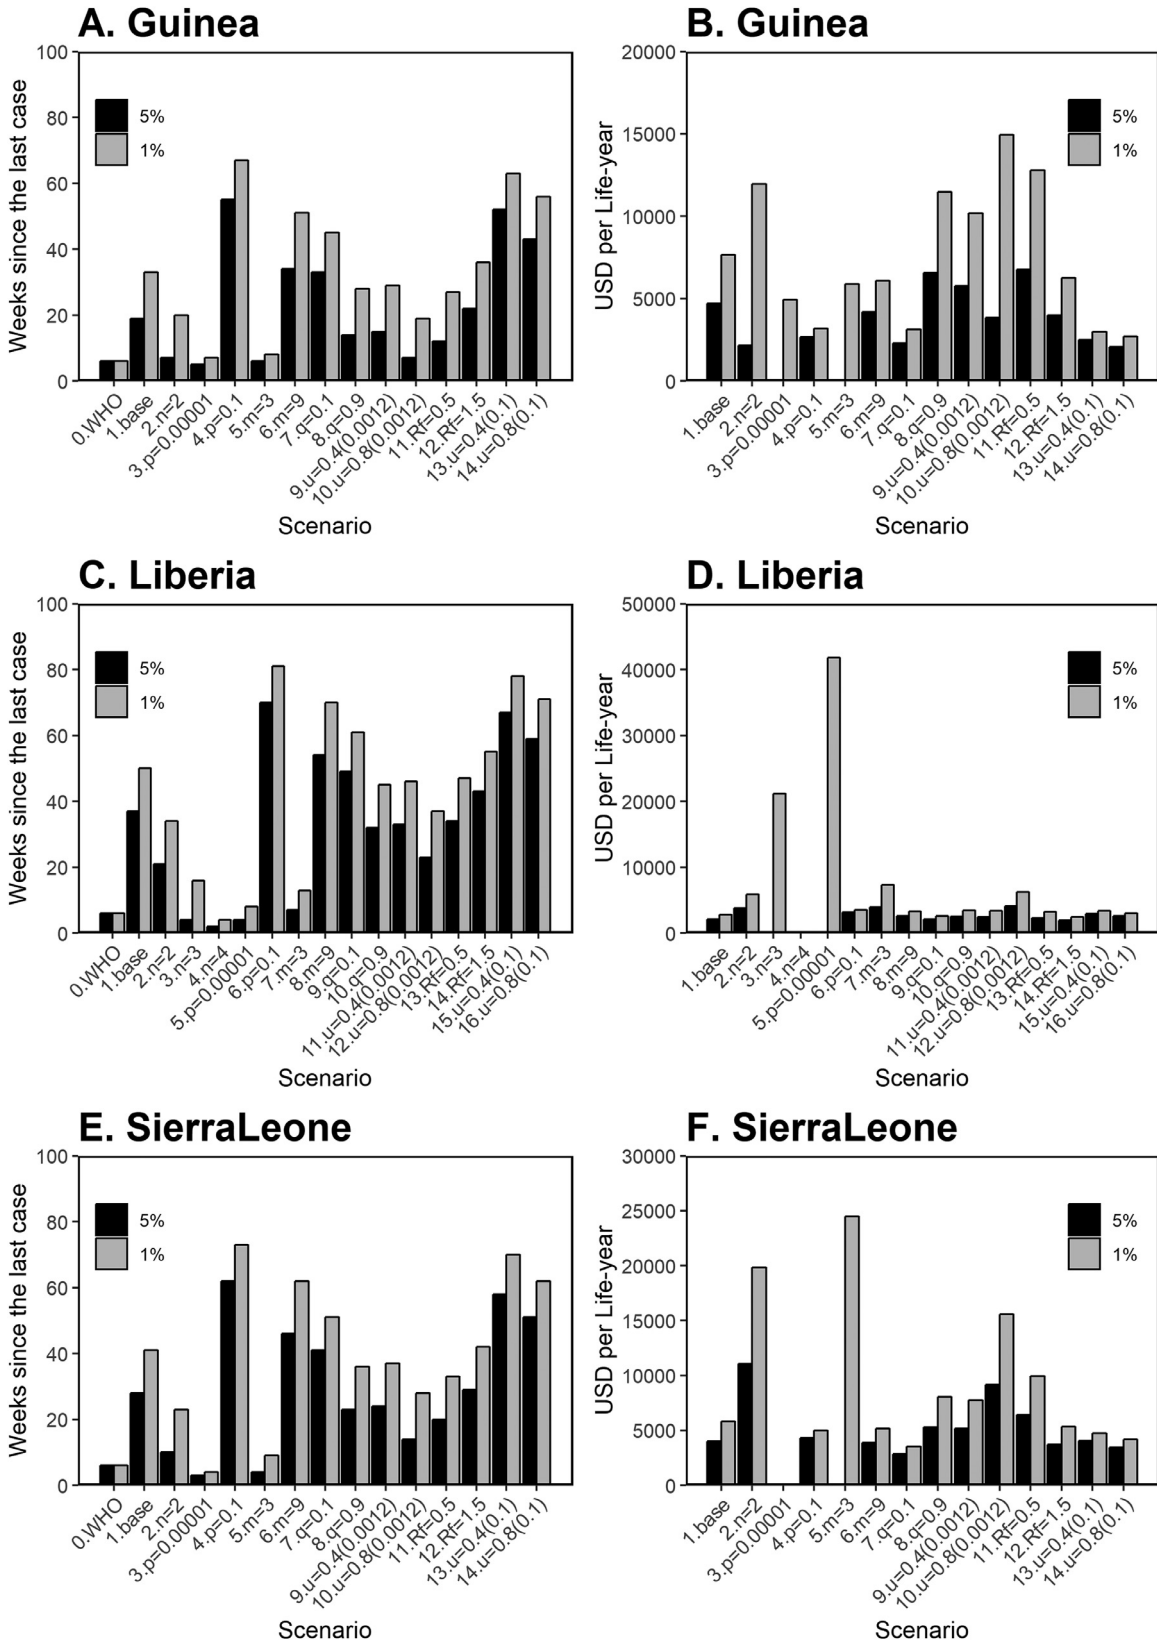 A. Guinea
Weeks since the last case
100
80
60
40
20
0
5%
1%
0.WHO
1.base
2.n=2
3.p=0.00001
4.p=0.1
5.m=3
6.m=9
7.q=0.1
8.q=0.9
9.u=0.4(0.0012)
10.u=0.8(0.0012)
11.Rf=0.5
12.Rf=1.5
13.u=0.4(0.1)
14.u=0.8(0.1)
Scenario
B. Guinea
USD per Life-year
20000
15000
10000
5000
0
5%
1%
1.base
2.n=2
3.p=0.00001
4.p=0.1
5.m=3
6.m=9
7.q=0.1
8.q=0.9
9.u=0.4(0.0012)
10.u=0.8(0.0012)
11.Rf=0.5
12.Rf=1.5
13.u=0.4(0.1)
14.u=0.8(0.1)
Scenario
C. Liberia
Weeks since the last case
100
80
60
40
20
0
5%
1%
0.WHO
1.base
2.n=2
3.n=3
4.n=4
5.p=0.00001
6.p=0.1
7.m=3
8.m=9
9.q=0.1
10.q=0.9
11.u=0.4(0.0012)
12.u=0.8(0.0012)
13.Rf=0.5
14.Rf=1.5
15.u=0.4(0.1)
16.u=0.8(0.1)
Scenario
D. Liberia
USD per Life-year
50000
40000
30000
20000
10000
0
5%
1%
1.base
2.n=2
3.n=3
4.n=4
5.p=0.00001
6.p=0.1
7.m=3
8.m=9
9.q=0.1
10.q=0.9
11.u=0.4(0.0012)
12.u=0.8(0.0012)
13.Rf=0.5
14.Rf=1.5
15.u=0.4(0.1)
16.u=0.8(0.1)
Scenario
E. SierraLeone
Weeks since the last case
100
80
60
40
20
0
5%
1%
0.WHO
1.base
2.n=2
3.p=0.00001
4.p=0.1
5.m=3
6.m=9
7.q=0.1
8.q=0.9
9.u=0.4(0.0012)
10.u=0.8(0.0012)
11.Rf=0.5
12.Rf=1.5
13.u=0.4(0.1)
14.u=0.8(0.1)
Scenario
F. SierraLeone
USD per Life-year
30000
25000
20000
15000
10000
5000
0
5%
1%
1.base
2.n=2
3.p=0.00001
4.p=0.1
5.m=3
6.m=9
7.q=0.1
8.q=0.9
9.u=0.4(0.0012)
10.u=0.8(0.0012)
11.Rf=0.5
12.Rf=1.5
13.u=0.4(0.1)
14.u=0.8(0.1)
Scenario